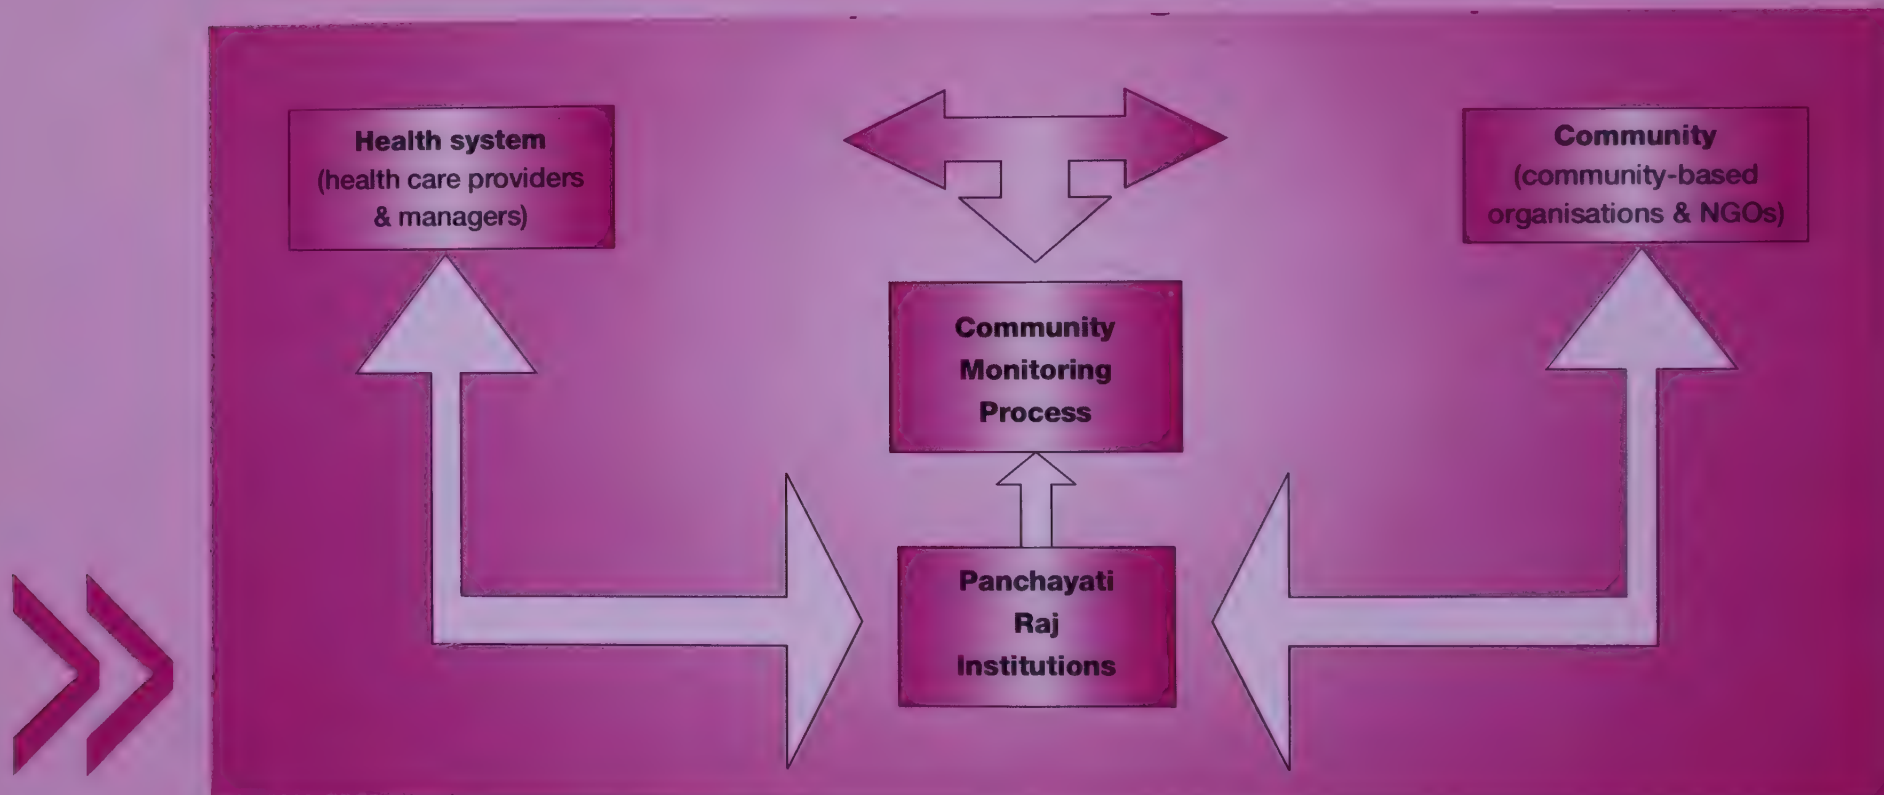 Health system
(health care providers
& managers)
Community
(community-based
organisations & NGOs)
Community
Monitoring
Process
Panchayati
Raj
Institutions